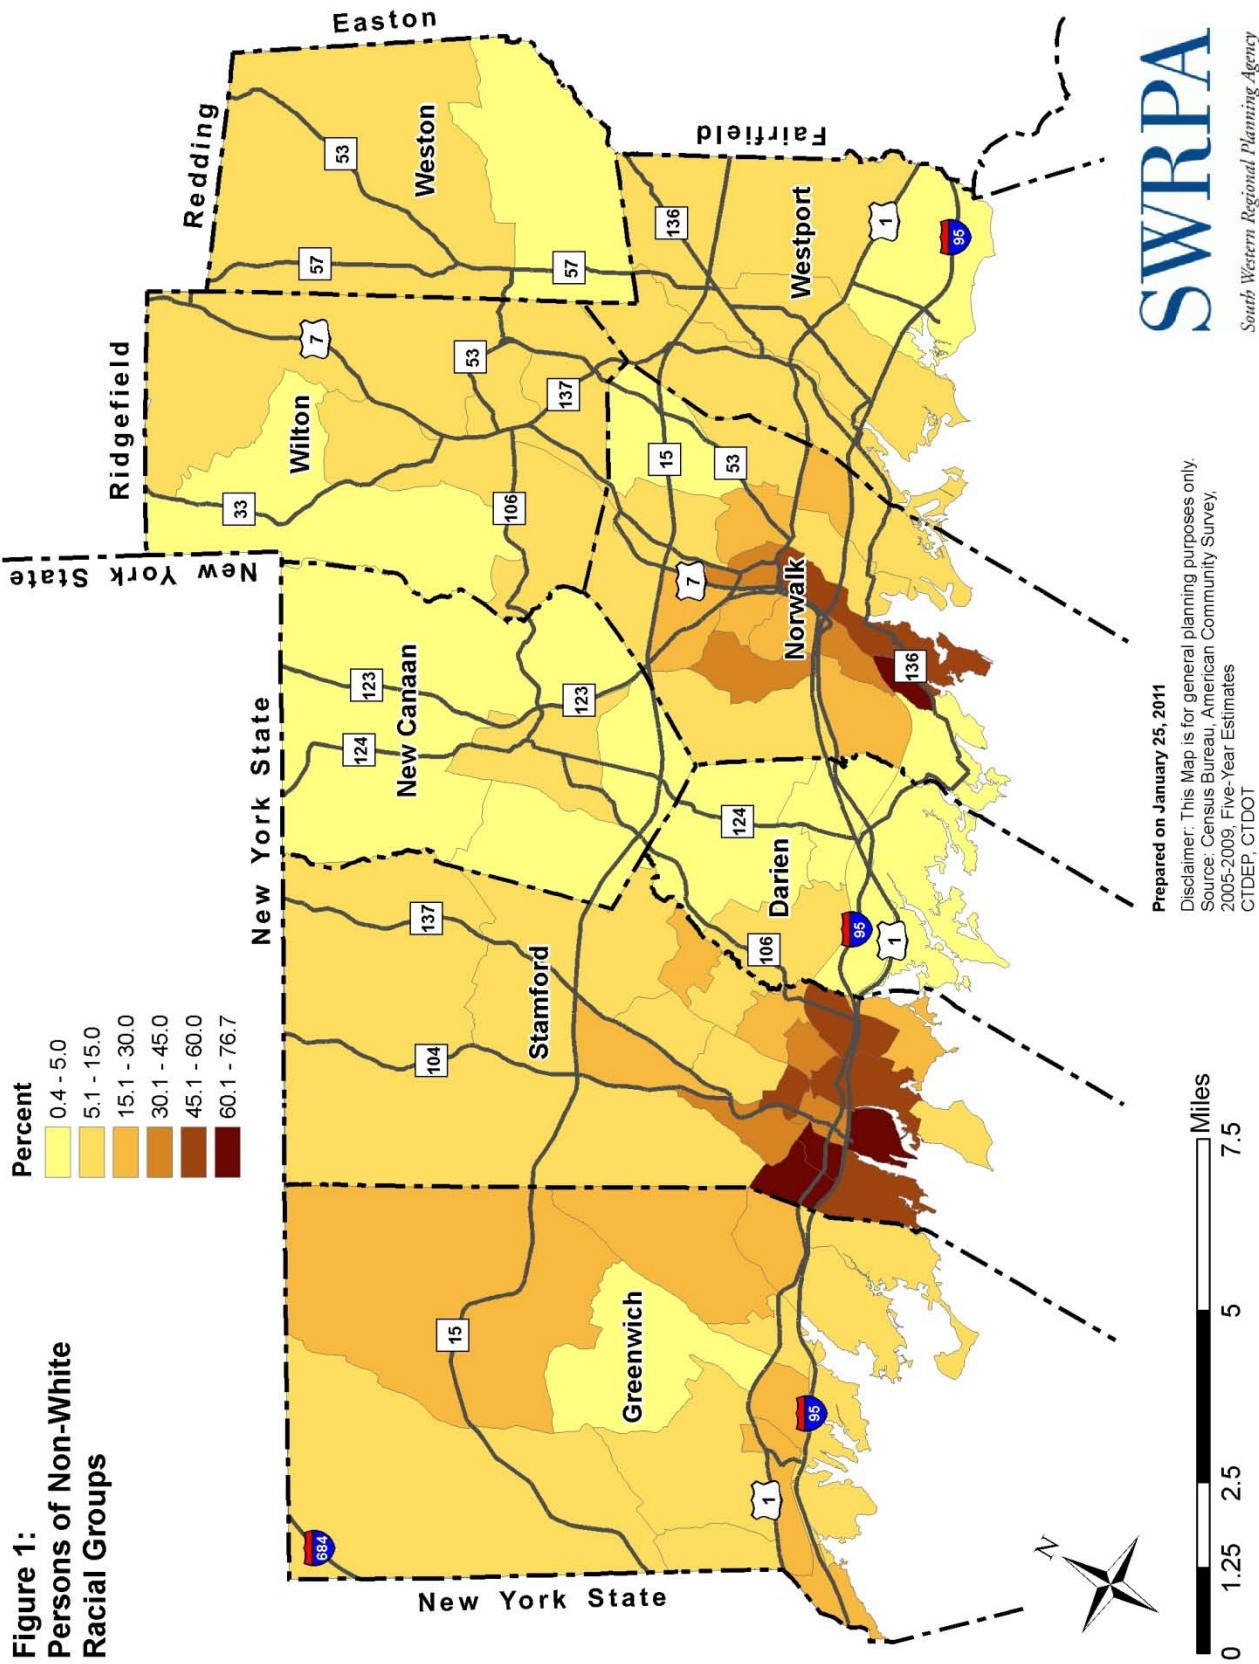 Figure 1:
Persons of Non-White
Racial Groups
Percent
0.4 - 5.0
5.1 - 15.0
15.1 - 30.0
30.1 - 45.0
45.1 - 60.0
60.1 - 76.7
New York State
New York State
New York State
Ridgefield
Redding
Easton
Fairfield
684
15
Greenwich
1
95
104
137
Stamford
106
95
1
Darien
124
124
123
New Canaan
123
33
Wilton
7
53
106
137
57
53
Weston
57
15
53
7
Norwalk
136
136
Westport
1
95
N
0
1.25
2.5
5
7.5
Miles
Prepared on January 25, 2011
Disclaimer: This Map is for general planning purposes only.
Source: Census Bureau, American Community Survey,
2005-2009, Five-Year Estimates
CTDEP, CTDOT
SWRPA
South Western Regional Planning Agency